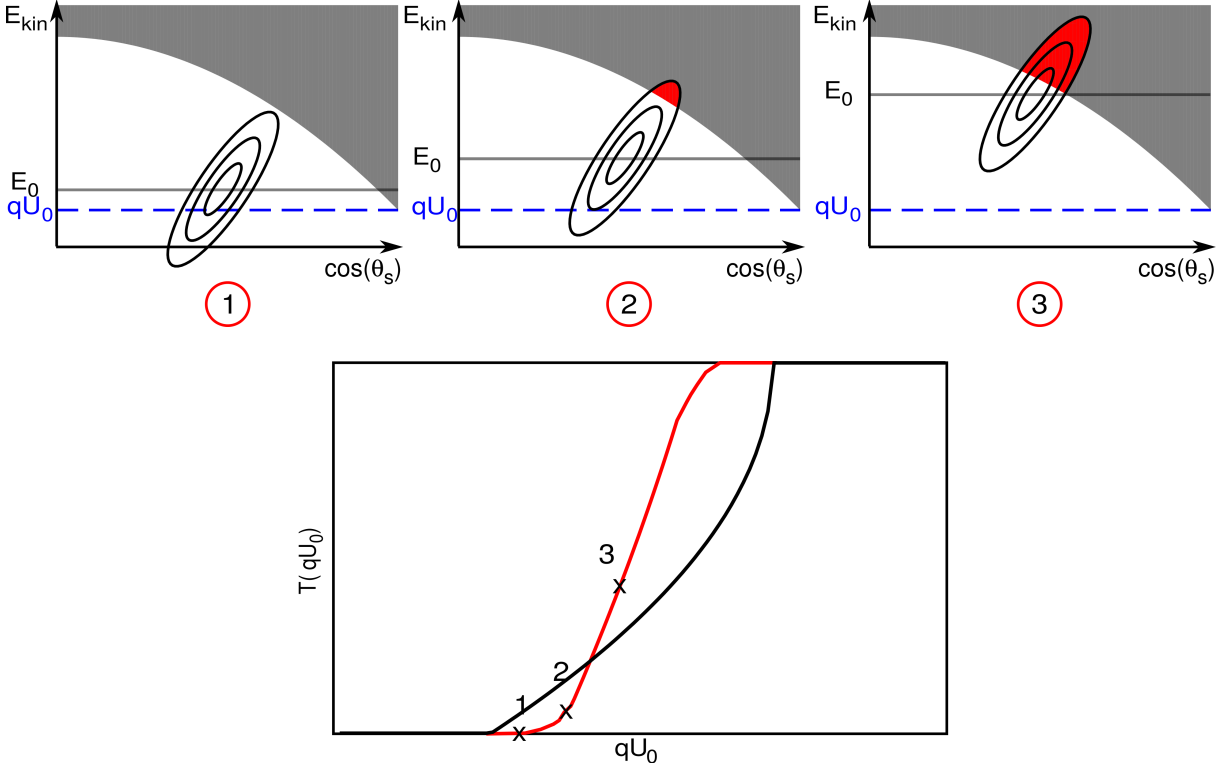 E_kin E_kin E_kin
E_0 E_0 E_0
qU_0 qU_0 qU_0
cos(θ_s) cos(θ_s) cos(θ_s)
1 2 3
T(qU_0)
3
2
1
qU_0